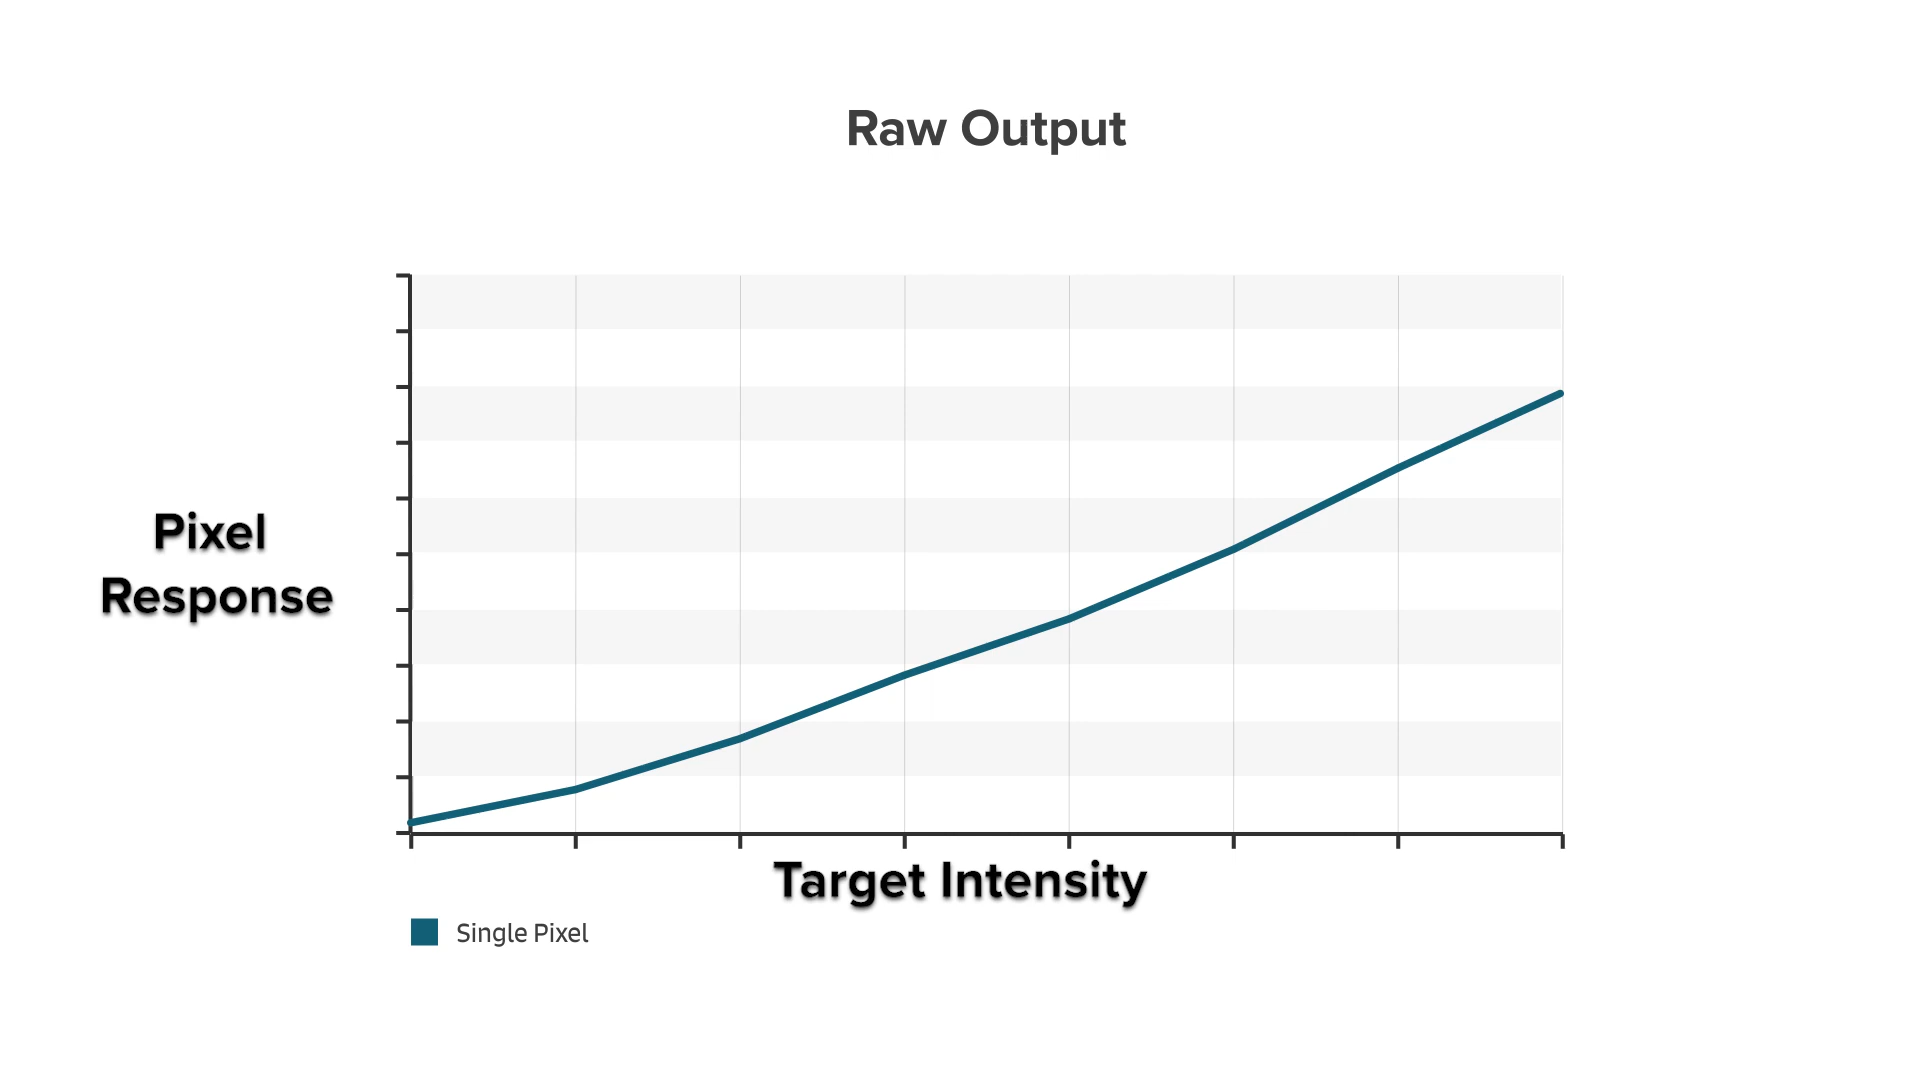 Raw Output
Pixel
Response
Target Intensity
Single Pixel